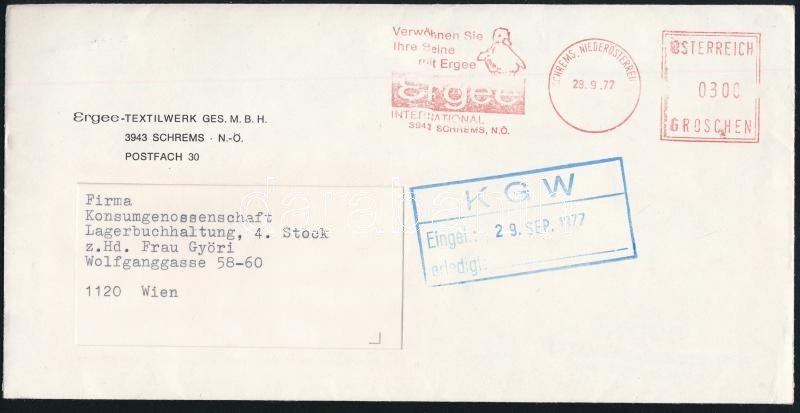 Verwöhnen Sie
Ihre Beine
mit Ergee
Ergee
INTERNATIONAL
3943 SCHREMS, N.Ö.
SCHREMS, NIEDERÖSTERREICH
28.9.77
ÖSTERREICH
0300
GROSCHEN
Ergee-TEXTILWERK GES. M. B. H.
3943 SCHREMS · N.-Ö.
POSTFACH 30
Firma
Konsumgenossenschaft
Lagerbuchhaltung, 4. Stock
z.Hd. Frau Györi
Wolfganggasse 58-60
1120 Wien
KGW
Eingel.: 29. SEP. 1977
erledigt: